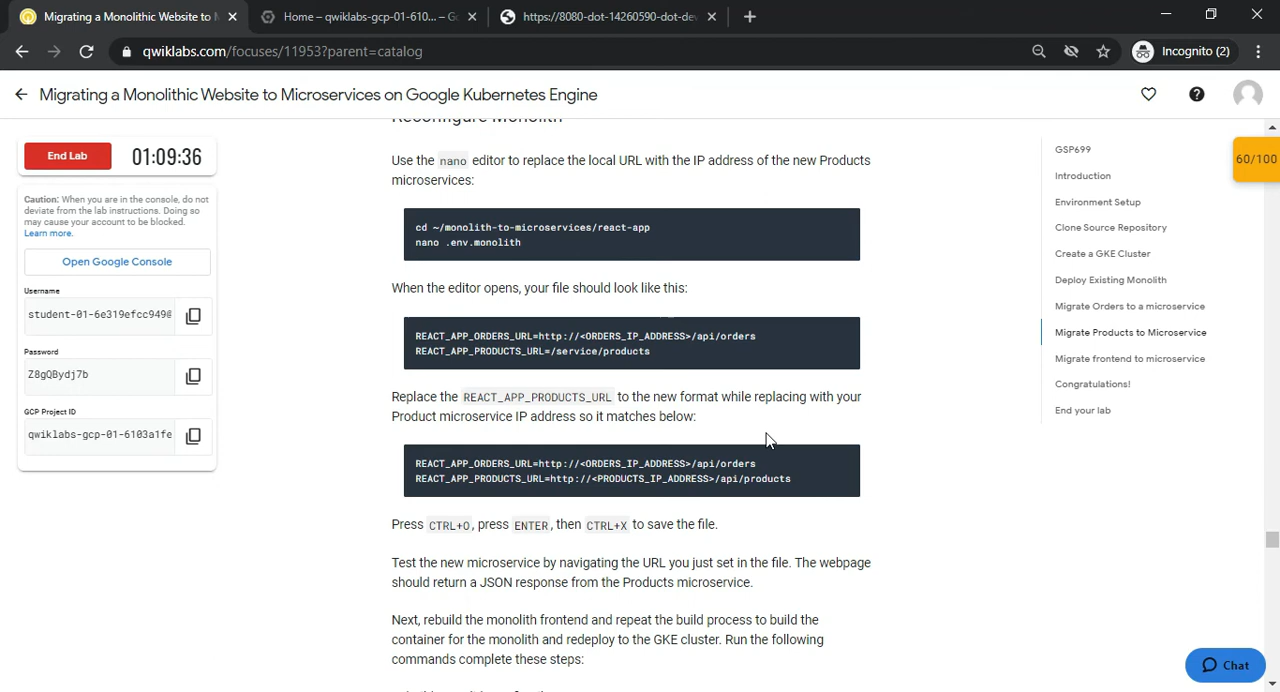 Migrating a Monolithic Website to M
Home – qwiklabs-gcp-01-610... – Go
https://8080-dot-14260590-dot-dev
qwiklabs.com/focuses/11953?parent=catalog
Incognito (2)
Migrating a Monolithic Website to Microservices on Google Kubernetes Engine
End Lab
01:09:36
Caution: When you are in the console, do not
deviate from the lab instructions. Doing so
may cause your account to be blocked.
Learn more.
Open Google Console
Username
student-01-6e319efcc949@
Password
Z8gQBydj7b
GCP Project ID
qwiklabs-gcp-01-6103a1fe
Reconfigure Monolith
Use the nano editor to replace the local URL with the IP address of the new Products
microservices:
cd ~/monolith-to-microservices/react-app
nano .env.monolith
When the editor opens, your file should look like this:
REACT_APP_ORDERS_URL=http://<ORDERS_IP_ADDRESS>/api/orders
REACT_APP_PRODUCTS_URL=/service/products
Replace the REACT_APP_PRODUCTS_URL to the new format while replacing with your
Product microservice IP address so it matches below:
REACT_APP_ORDERS_URL=http://<ORDERS_IP_ADDRESS>/api/orders
REACT_APP_PRODUCTS_URL=http://<PRODUCTS_IP_ADDRESS>/api/products
Press CTRL+O, press ENTER, then CTRL+X to save the file.
Test the new microservice by navigating the URL you just set in the file. The webpage
should return a JSON response from the Products microservice.
Next, rebuild the monolith frontend and repeat the build process to build the
container for the monolith and redeploy to the GKE cluster. Run the following
commands complete these steps:
GSP699
Introduction
Environment Setup
Clone Source Repository
Create a GKE Cluster
Deploy Existing Monolith
Migrate Orders to a microservice
Migrate Products to Microservice
Migrate frontend to microservice
Congratulations!
End your lab
60/100
Chat